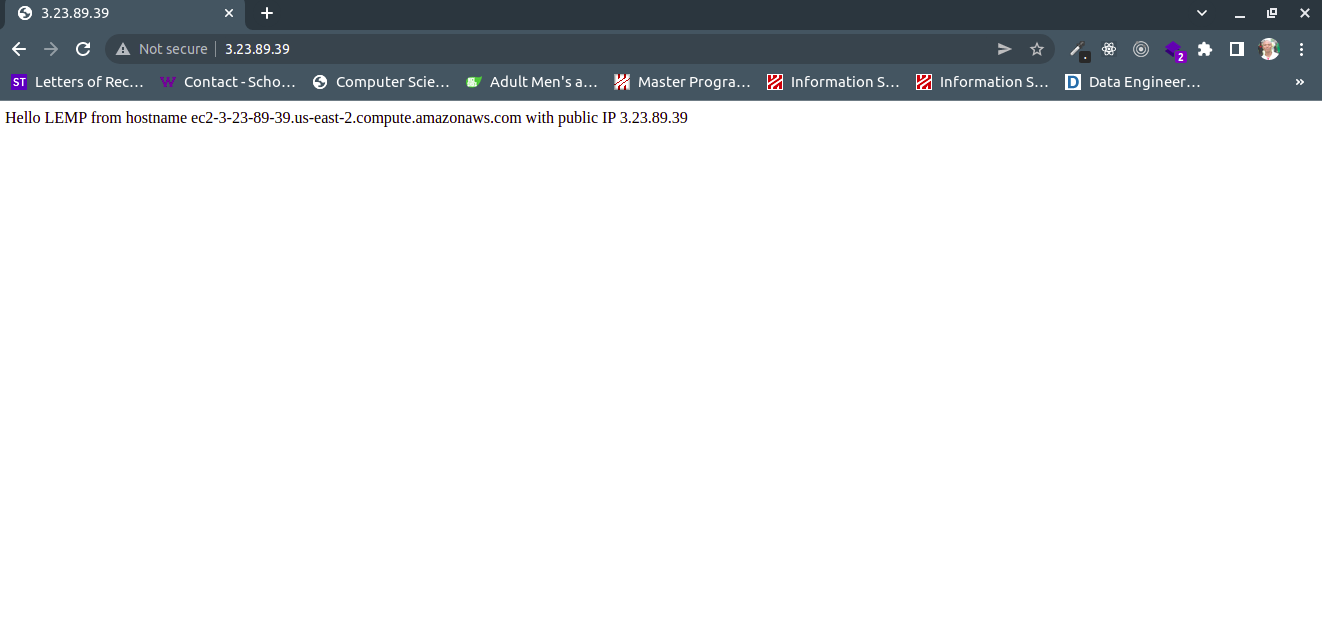 3.23.89.39
Not secure 3.23.89.39
2
ST Letters of Rec... W Contact - Scho... Computer Scie... Adult Men's a... Master Progra... Information S... Information S... D Data Engineer... »
Hello LEMP from hostname ec2-3-23-89-39.us-east-2.compute.amazonaws.com with public IP 3.23.89.39